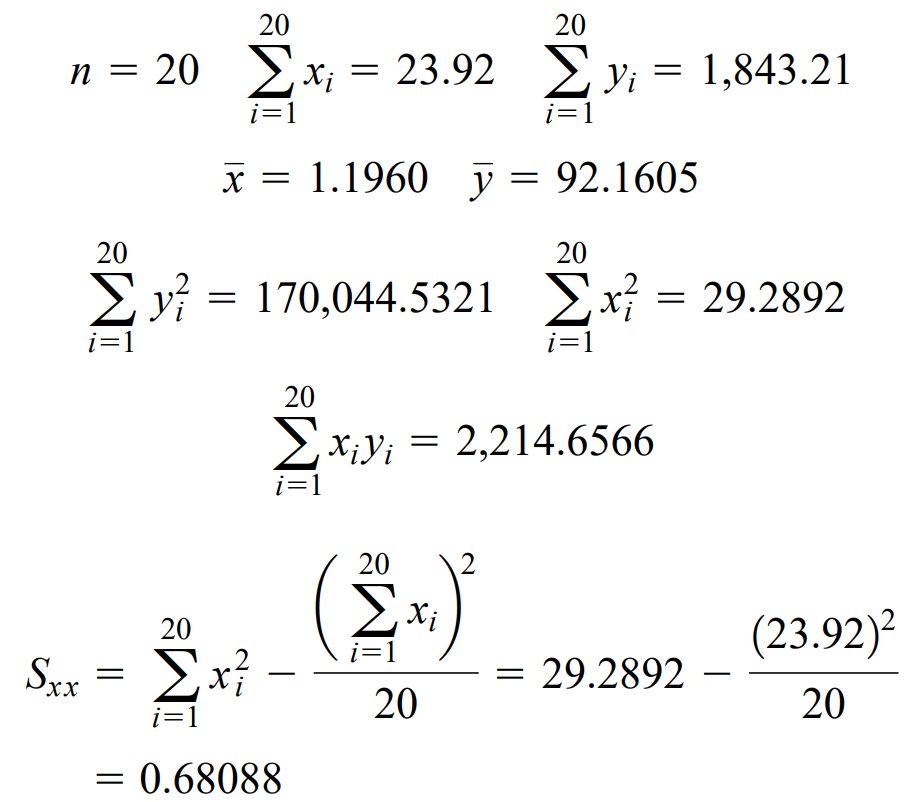 n = 20   ∑_{i=1}^{20} x_i = 23.92   ∑_{i=1}^{20} y_i = 1,843.21
x̄ = 1.1960   ȳ = 92.1605
∑_{i=1}^{20} y_i^2 = 170,044.5321   ∑_{i=1}^{20} x_i^2 = 29.2892
∑_{i=1}^{20} x_i y_i = 2,214.6566
S_{xx} = ∑_{i=1}^{20} x_i^2 − (∑_{i=1}^{20} x_i)^2 / 20 = 29.2892 − (23.92)^2 / 20
= 0.68088